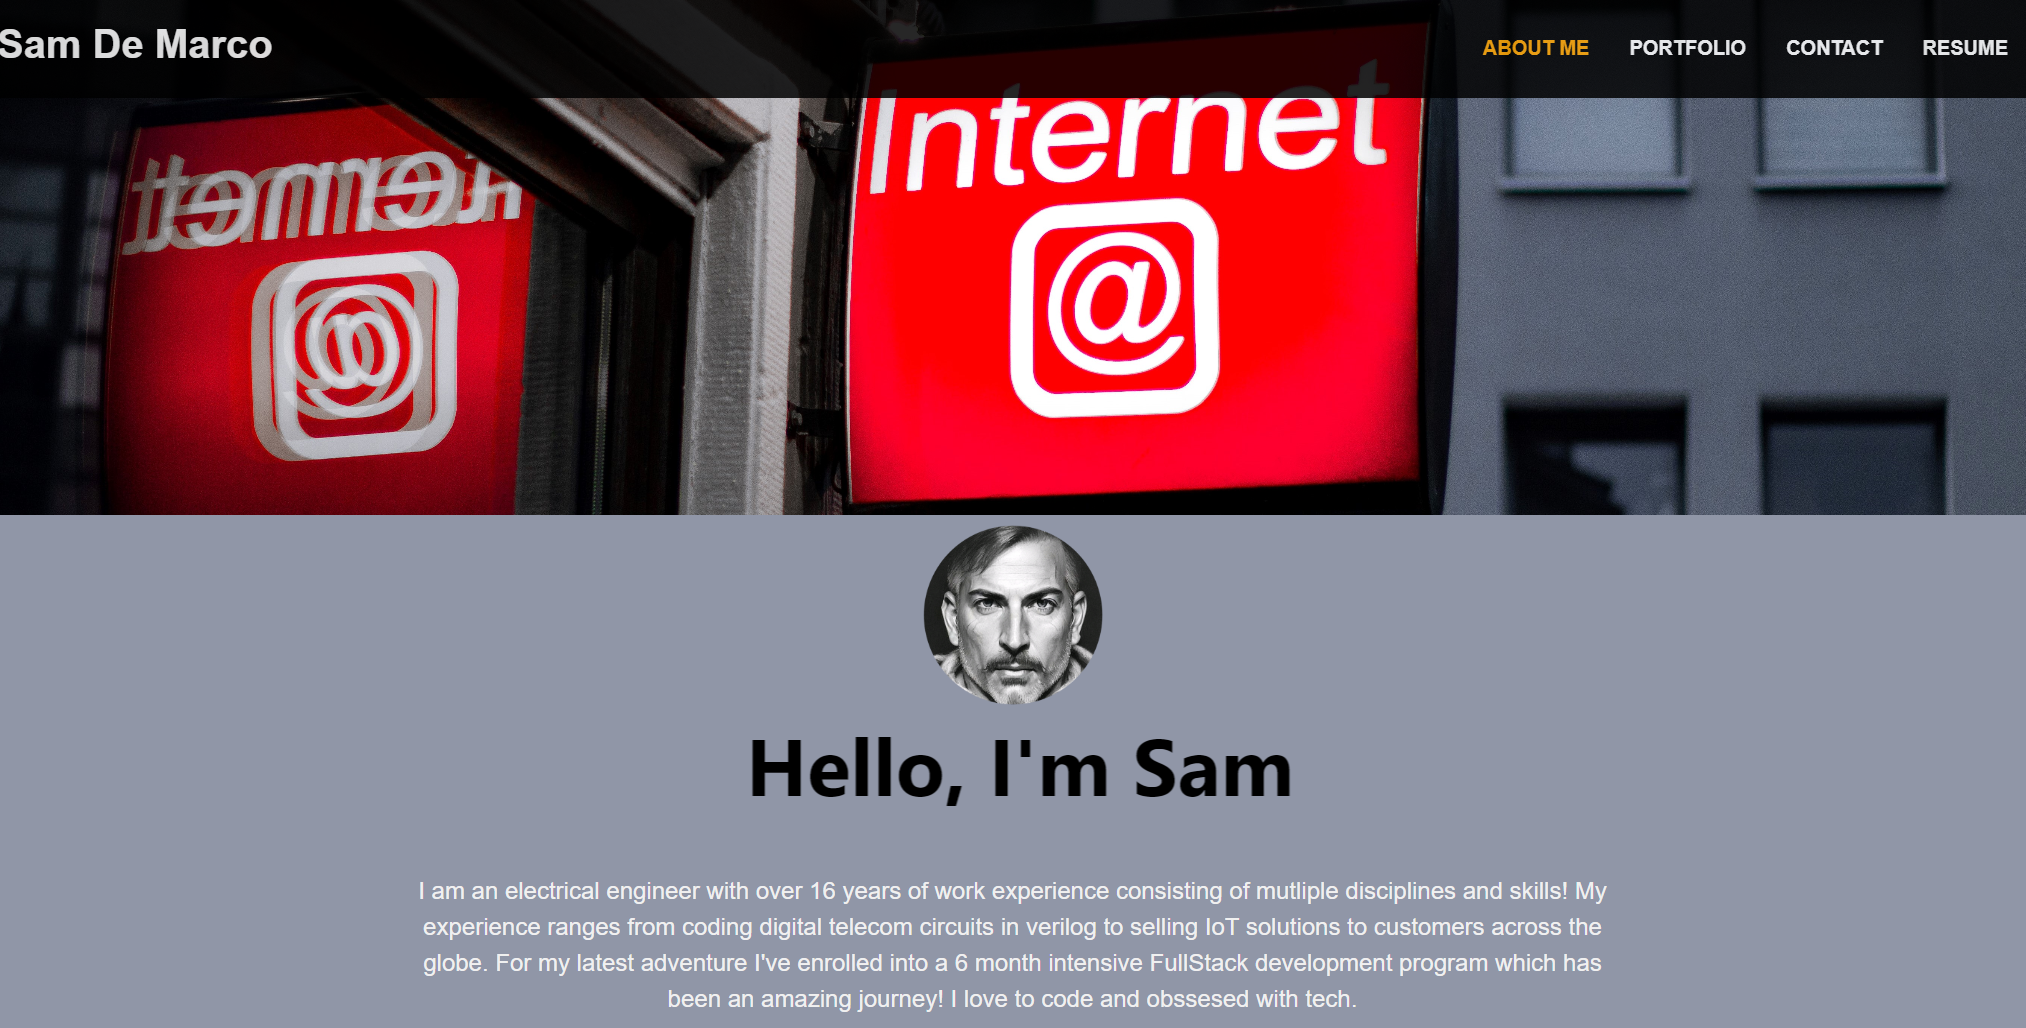 Sam De Marco
ABOUT ME
PORTFOLIO
CONTACT
RESUME
Internet
@
Hello, I'm Sam
I am an electrical engineer with over 16 years of work experience consisting of mutliple disciplines and skills! My
experience ranges from coding digital telecom circuits in verilog to selling IoT solutions to customers across the
globe. For my latest adventure I've enrolled into a 6 month intensive FullStack development program which has
been an amazing journey! I love to code and obssesed with tech.